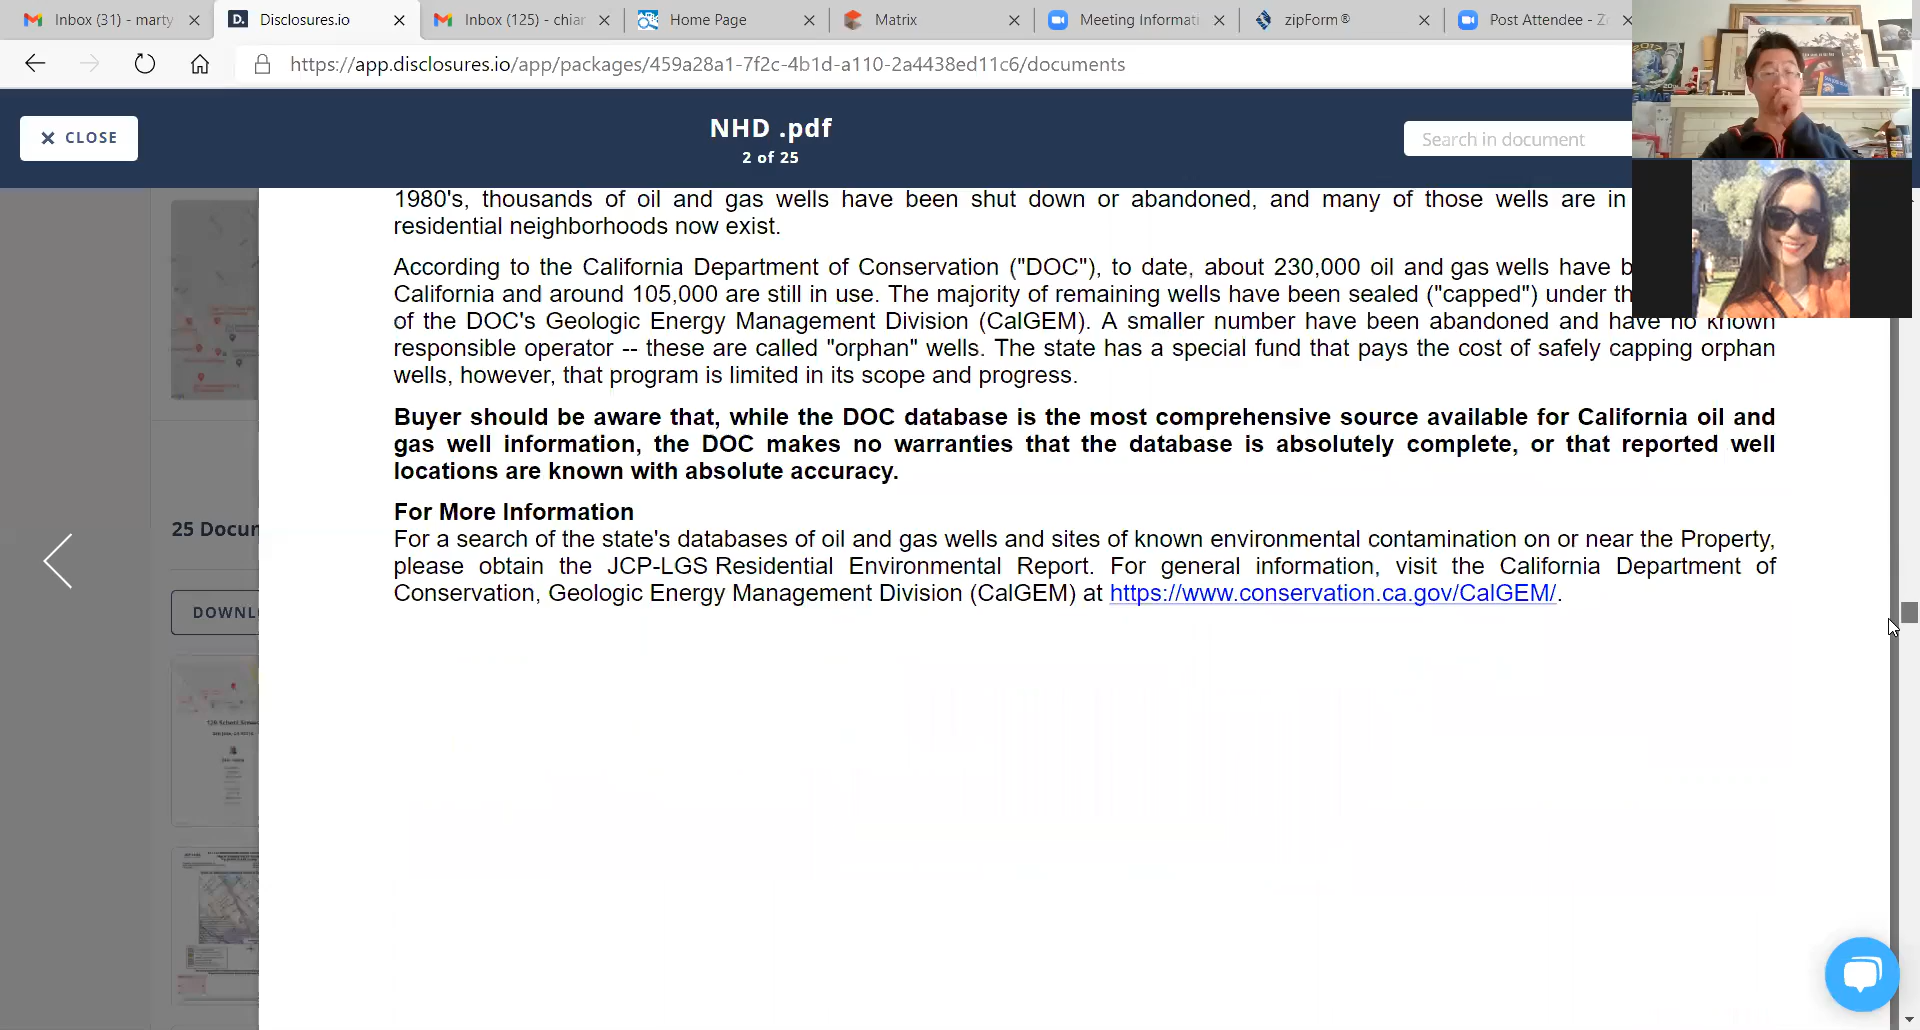 Inbox (31) - marty
Disclosures.io
Inbox (125) - chiar
Home Page
Matrix
Meeting Informati
zipForm®
Post Attendee - Z
https://app.disclosures.io/app/packages/459a28a1-7f2c-4b1d-a110-2a4438ed11c6/documents
CLOSE
NHD .pdf
2 of 25
Search in document
2017
1980's, thousands of oil and gas wells have been shut down or abandoned, and many of those wells are in
residential neighborhoods now exist.
According to the California Department of Conservation ("DOC"), to date, about 230,000 oil and gas wells have b
California and around 105,000 are still in use. The majority of remaining wells have been sealed ("capped") under th
of the DOC's Geologic Energy Management Division (CalGEM). A smaller number have been abandoned and have no known
responsible operator -- these are called "orphan" wells. The state has a special fund that pays the cost of safely capping orphan
wells, however, that program is limited in its scope and progress.
Buyer should be aware that, while the DOC database is the most comprehensive source available for California oil and
gas well information, the DOC makes no warranties that the database is absolutely complete, or that reported well
locations are known with absolute accuracy.
For More Information
For a search of the state's databases of oil and gas wells and sites of known environmental contamination on or near the Property,
please obtain the JCP-LGS Residential Environmental Report. For general information, visit the California Department of
Conservation, Geologic Energy Management Division (CalGEM) at https://www.conservation.ca.gov/CalGEM/.
25 Docum
DOWNLO